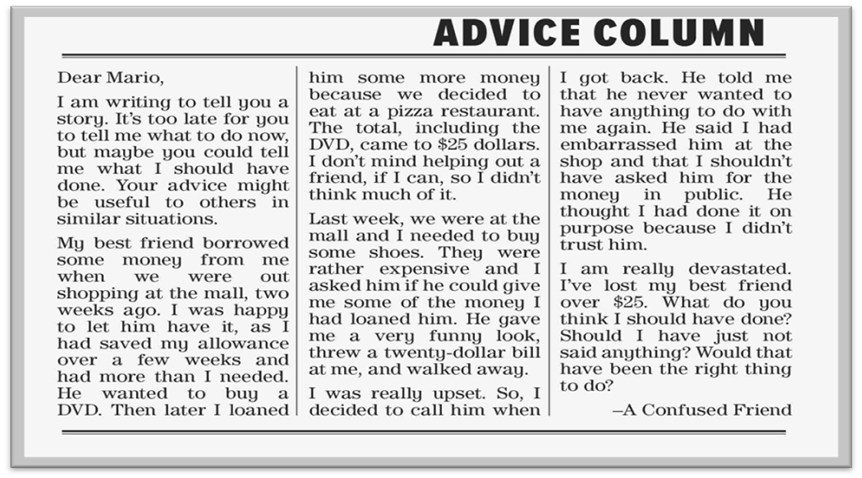 ADVICE COLUMN
Dear Mario,
I am writing to tell you a
story. It's too late for you
to tell me what to do now,
but maybe you could tell
me what I should have
done. Your advice might
be useful to others in
similar situations.
My best friend borrowed
some money from me
when we were out
shopping at the mall, two
weeks ago. I was happy
to let him have it, as I
had saved my allowance
over a few weeks and
had more than I needed.
He wanted to buy a
DVD. Then later I loaned
him some more money
because we decided to
eat at a pizza restaurant.
The total, including the
DVD, came to $25 dollars.
I don't mind helping out a
friend, if I can, so I didn't
think much of it.
Last week, we were at the
mall and I needed to buy
some shoes. They were
rather expensive and I
asked him if he could give
me some of the money I
had loaned him. He gave
me a very funny look,
threw a twenty-dollar bill
at me, and walked away.
I was really upset. So, I
decided to call him when
I got back. He told me
that he never wanted to
have anything to do with
me again. He said I had
embarrassed him at the
shop and that I shouldn't
have asked him for the
money in public. He
thought I had done it on
purpose because I didn't
trust him.
I am really devastated.
I've lost my best friend
over $25. What do you
think I should have done?
Should I have just not
said anything? Would that
have been the right thing
to do?
–A Confused Friend